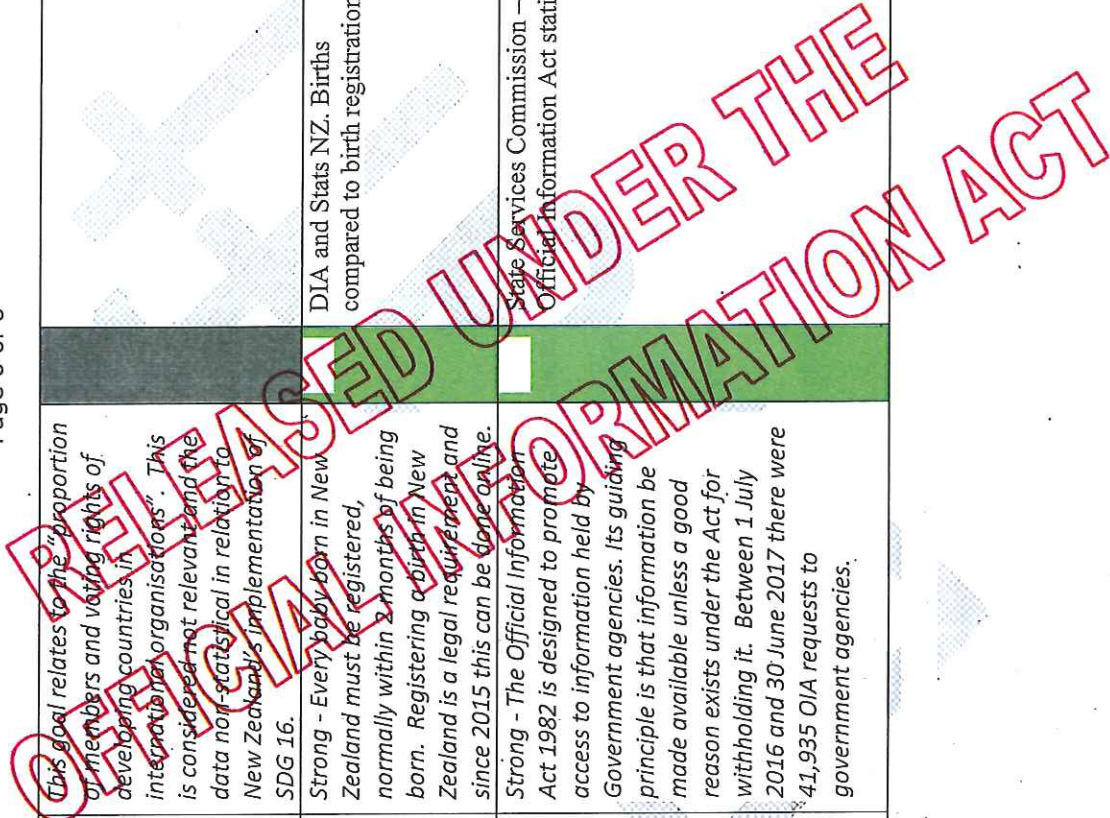 This goal relates to the "proportion
of members and voting rights of
developing countries in
international organisations". This
is considered not relevant and the
data non-statistical in relation to
New Zealand's implementation of
SDG 16.
Strong - Every baby born in New
Zealand must be registered,
normally within 2 months of being
born. Registering a birth in New
Zealand is a legal requirement and
since 2015 this can be done online.
DIA and Stats NZ. Births
compared to birth registration
Strong - The Official Information
Act 1982 is designed to promote
access to information held by
Government agencies. Its guiding
principle is that information be
made available unless a good
reason exists under the Act for
withholding it. Between 1 July
2016 and 30 June 2017 there were
41,935 OIA requests to
government agencies.
State Services Commission –
Official Information Act stati
RELEASED UNDER THE
OFFICIAL INFORMATION ACT